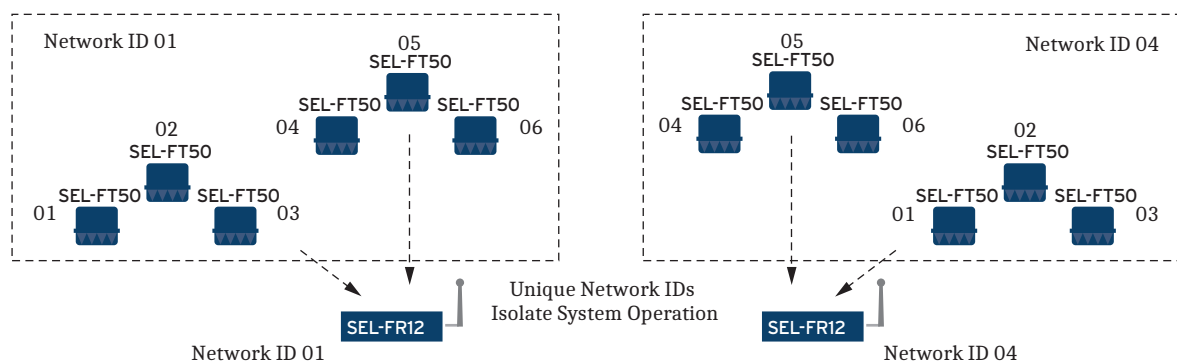 Network ID 01
05
SEL-FT50
SEL-FT50
SEL-FT50
04
06
02
SEL-FT50
SEL-FT50
SEL-FT50
01
03
05
SEL-FT50
Network ID 04
SEL-FT50
SEL-FT50
04
06
02
SEL-FT50
SEL-FT50
SEL-FT50
01
03
Unique Network IDs
Isolate System Operation
SEL-FR12
SEL-FR12
Network ID 01
Network ID 04